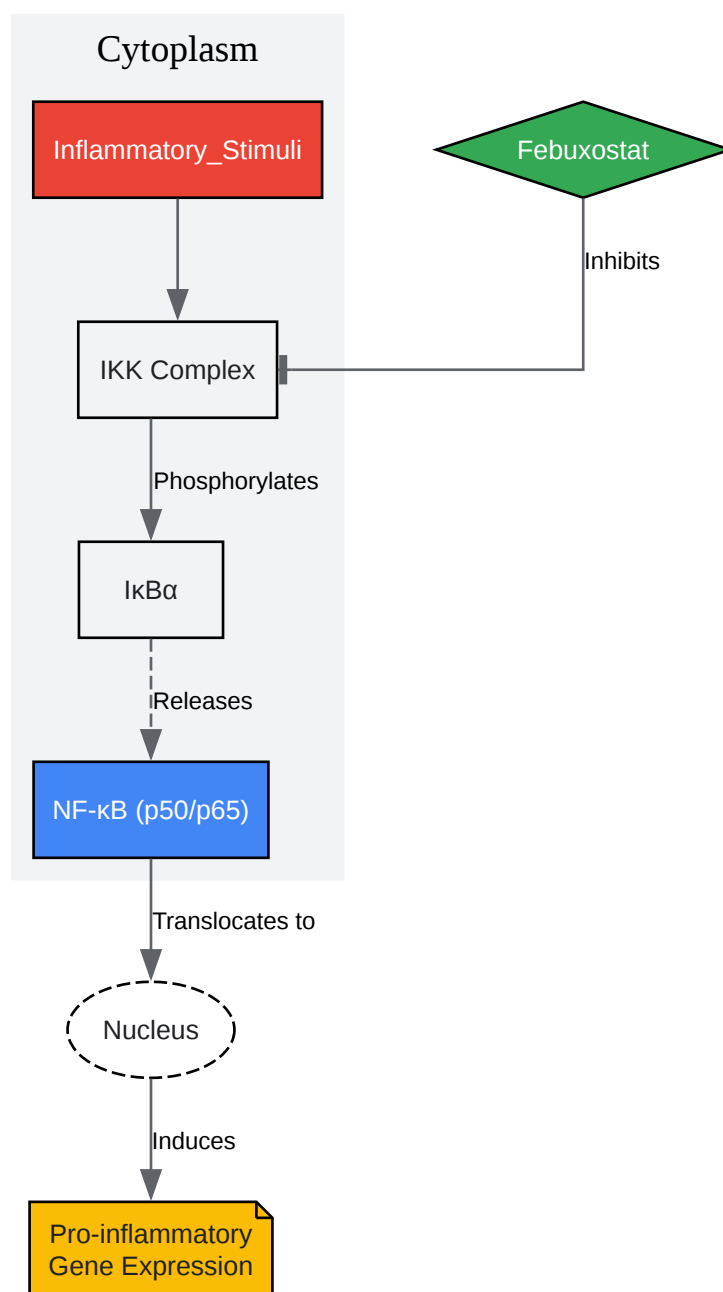 Cytoplasm
Inflammatory_Stimuli
Febuxostat
Inhibits
IKK Complex
Phosphorylates
IκBα
Releases
NF-κB (p50/p65)
Translocates to
Nucleus
Induces
Pro-inflammatory
Gene Expression